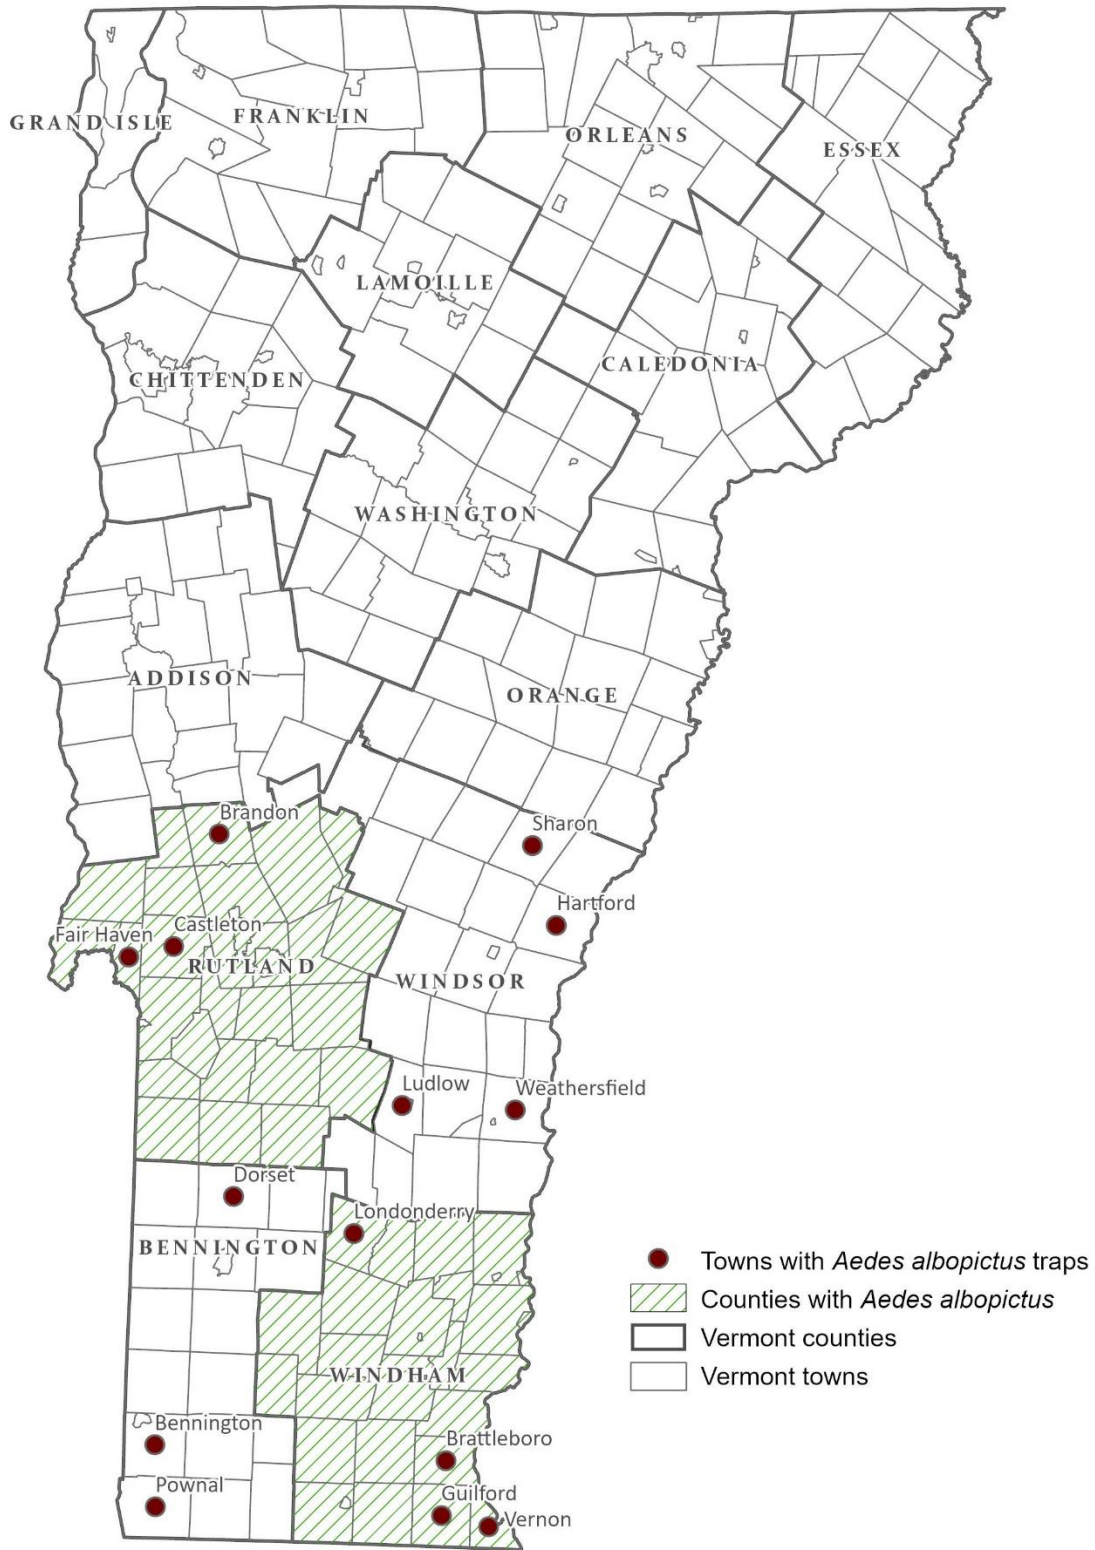 GRAND ISLE
FRANKLIN
ORLEANS
ESSEX
LAMOILLE
CALEDONIA
CHITTENDEN
WASHINGTON
ADDISON
ORANGE
Brandon
Sharon
Hartford
Fair Haven
Castleton
RUTLAND
WINDSOR
Ludlow
Weathersfield
Dorset
Londonderry
BENNINGTON
Towns with Aedes albopictus traps
Counties with Aedes albopictus
Vermont counties
Vermont towns
WINDHAM
Bennington
Brattleboro
Pownal
Guilford
Vernon